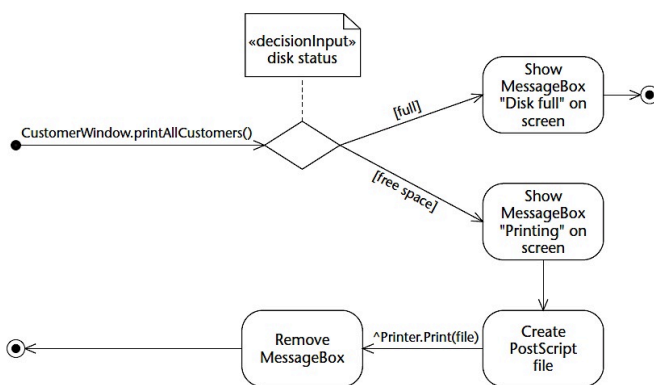 «decisionInput»
disk status
CustomerWindow.printAllCustomers()
[full]
Show
MessageBox
"Disk full" on
screen
[free space]
Show
MessageBox
"Printing" on
screen
Create
PostScript
file
^Printer.Print(file)
Remove
MessageBox